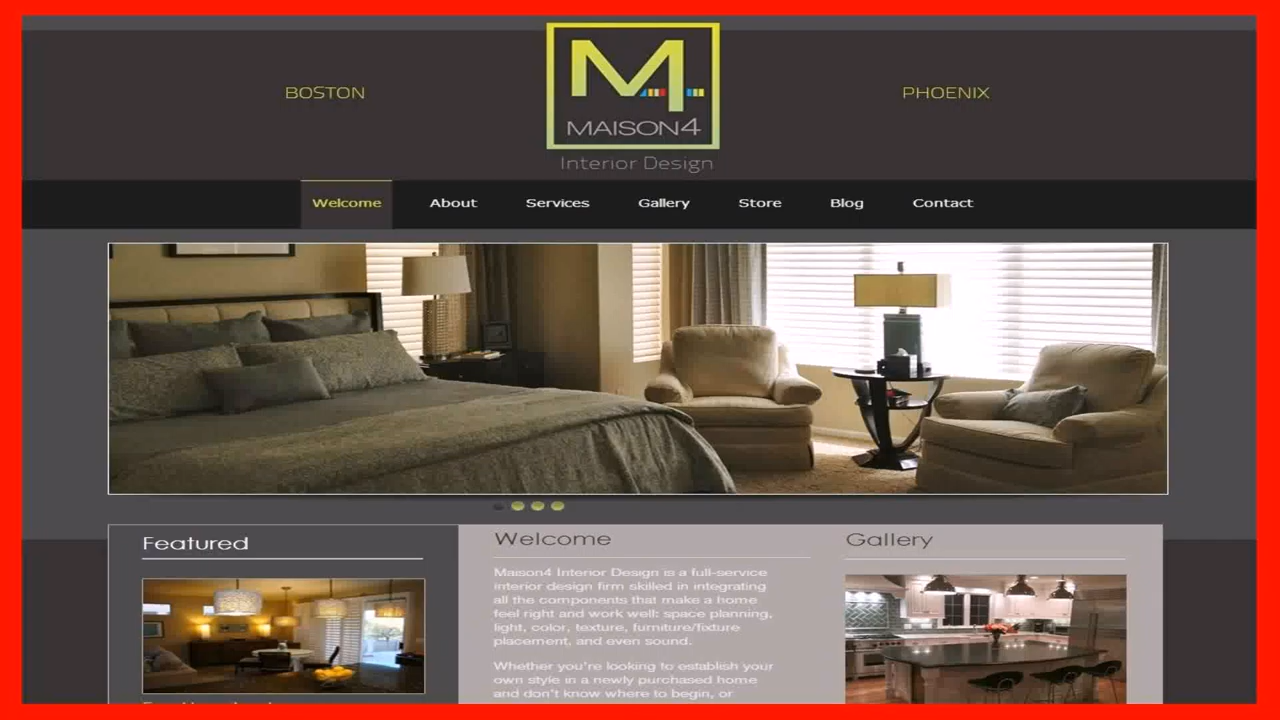 BOSTON
M4
MAISON4
Interior Design
PHOENIX
Welcome About Services Gallery Store Blog Contact
Featured
Welcome
Maison4 Interior Design is a full-service
interior design firm skilled in integrating
all the components that make a home
feel right and work well: space planning,
light, color, texture, furniture/fixture
placement, and even sound.
Whether you're looking to establish your
own style in a newly purchased home
and don't know where to begin, or
Gallery